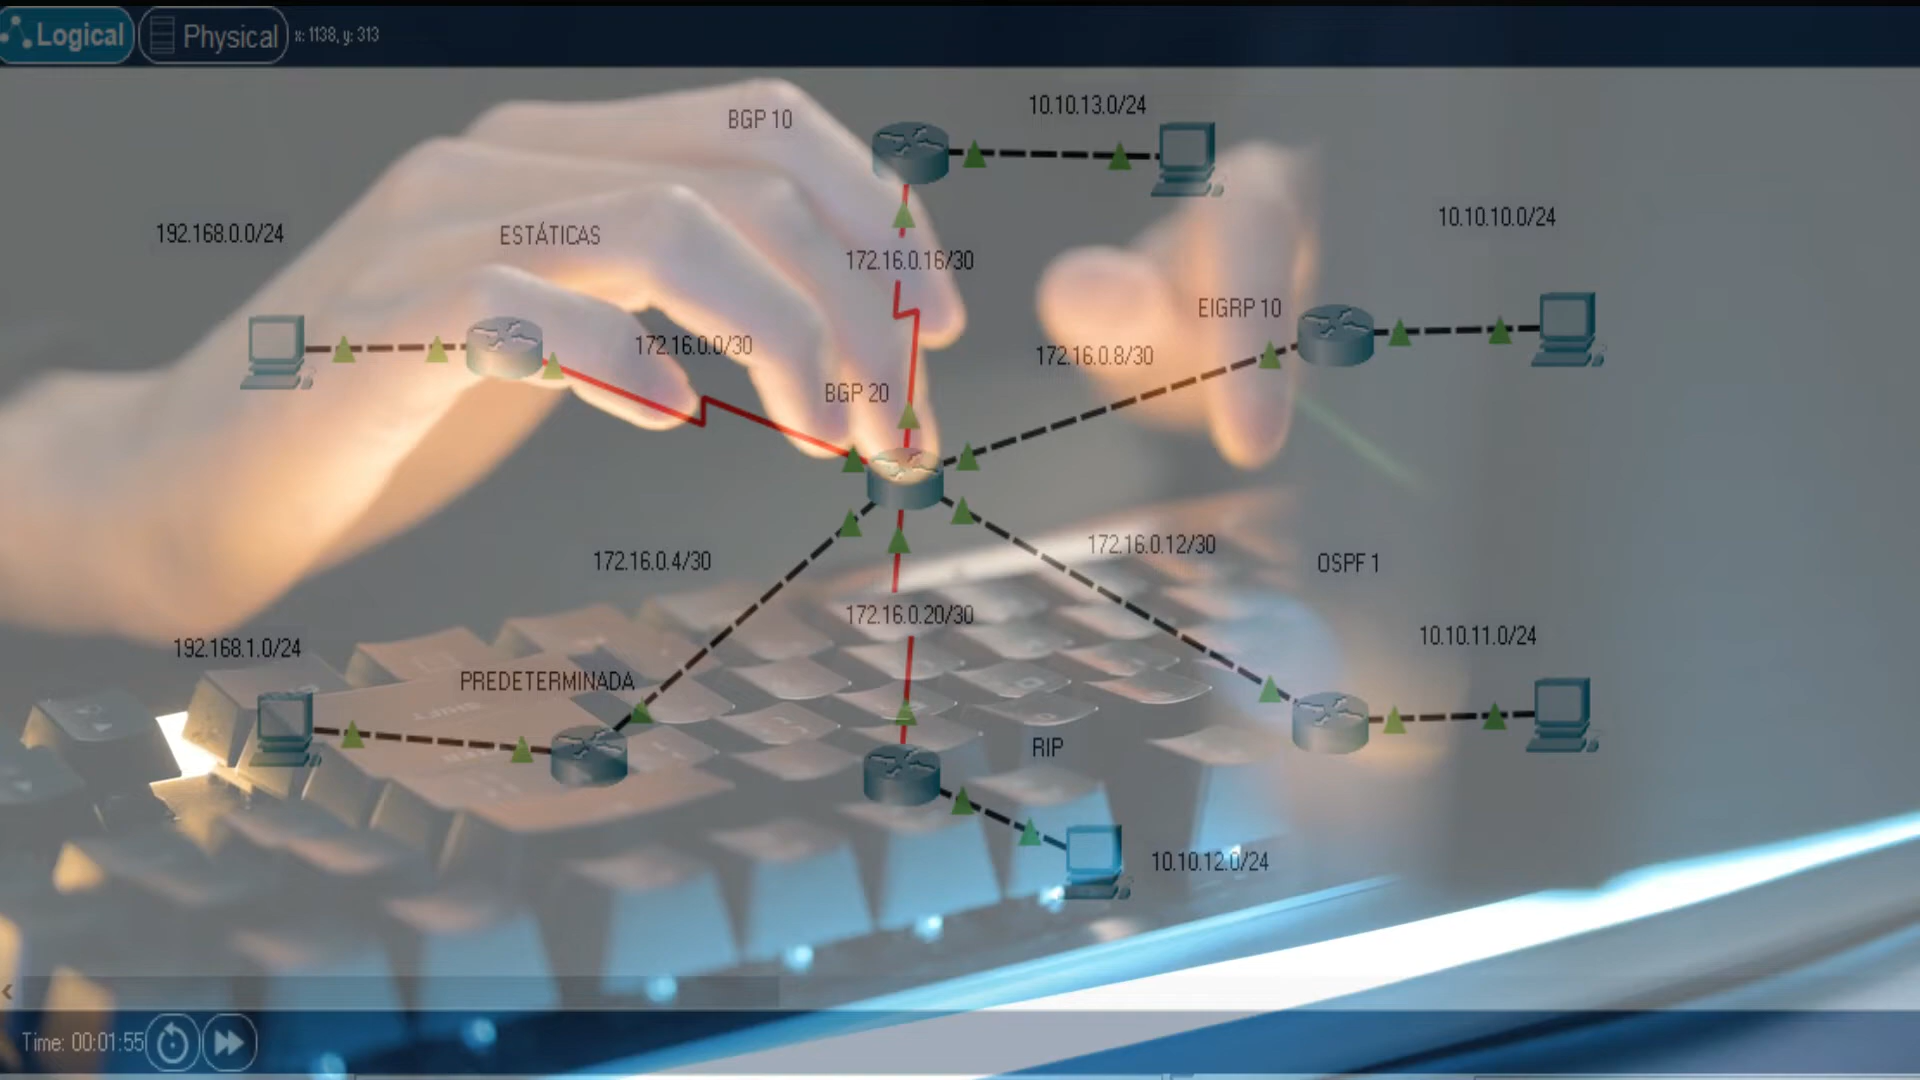 Logical
Physical
x: 1138, y: 313
BGP 10
10.10.13.0/24
192.168.0.0/24
ESTÁTICAS
172.16.0.16/30
10.10.10.0/24
172.16.0.0/30
EIGRP 10
172.16.0.8/30
BGP 20
172.16.0.4/30
172.16.0.12/30
OSPF 1
172.16.0.20/30
192.168.1.0/24
10.10.11.0/24
PREDETERMINADA
RIP
10.10.12.0/24
Time: 00:01:55